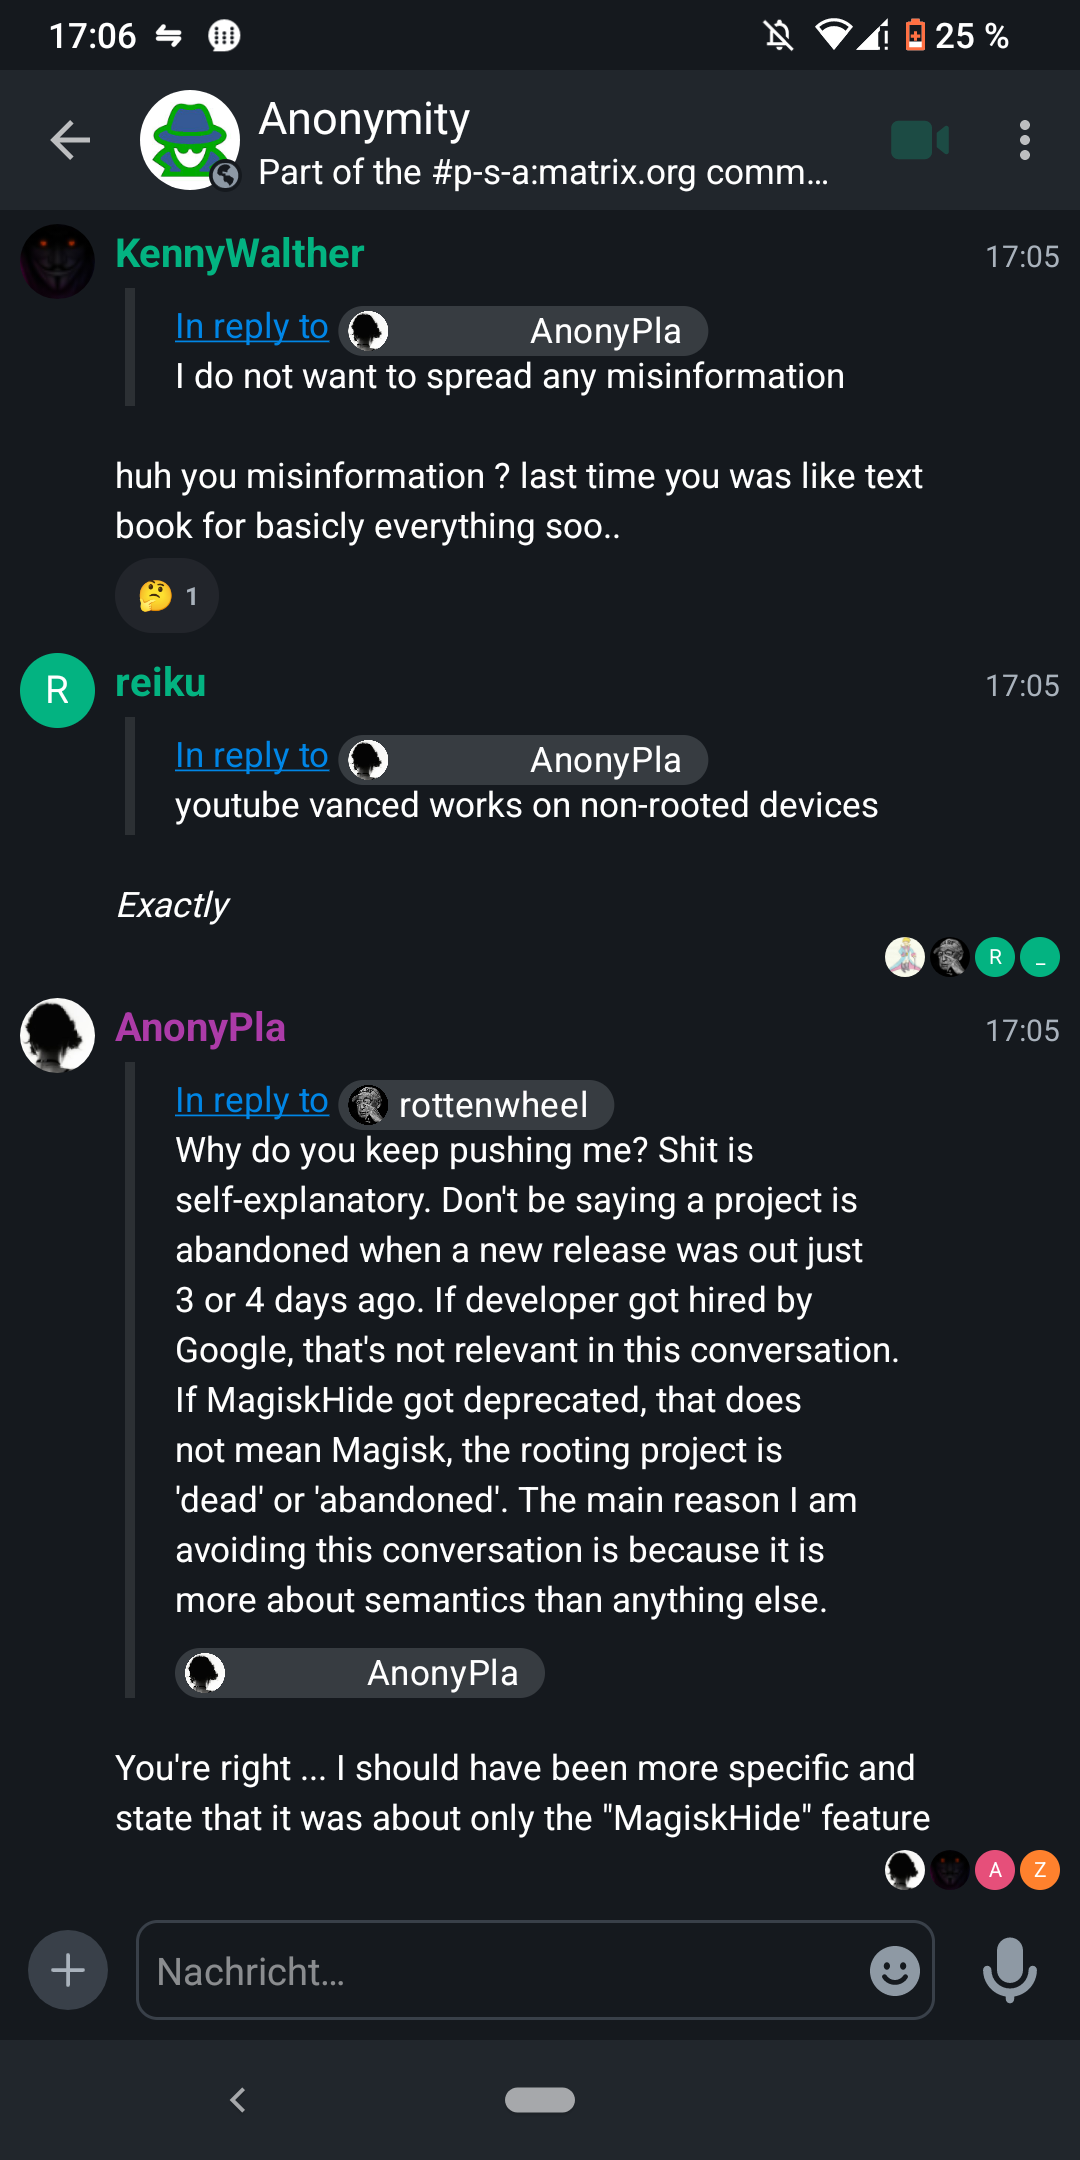 17:06
25 %
Anonymity
Part of the #p-s-a:matrix.org comm...
KennyWalther
17:05
In reply to AnonyPla
I do not want to spread any misinformation
huh you misinformation ? last time you was like text
book for basicly everything soo..
🤔 1
R
reiku
17:05
In reply to AnonyPla
youtube vanced works on non-rooted devices
Exactly
R _
AnonyPla
17:05
In reply to rottenwheel
Why do you keep pushing me? Shit is
self-explanatory. Don't be saying a project is
abandoned when a new release was out just
3 or 4 days ago. If developer got hired by
Google, that's not relevant in this conversation.
If MagiskHide got deprecated, that does
not mean Magisk, the rooting project is
'dead' or 'abandoned'. The main reason I am
avoiding this conversation is because it is
more about semantics than anything else.
AnonyPla
You're right ... I should have been more specific and
state that it was about only the "MagiskHide" feature
A Z
Nachricht...